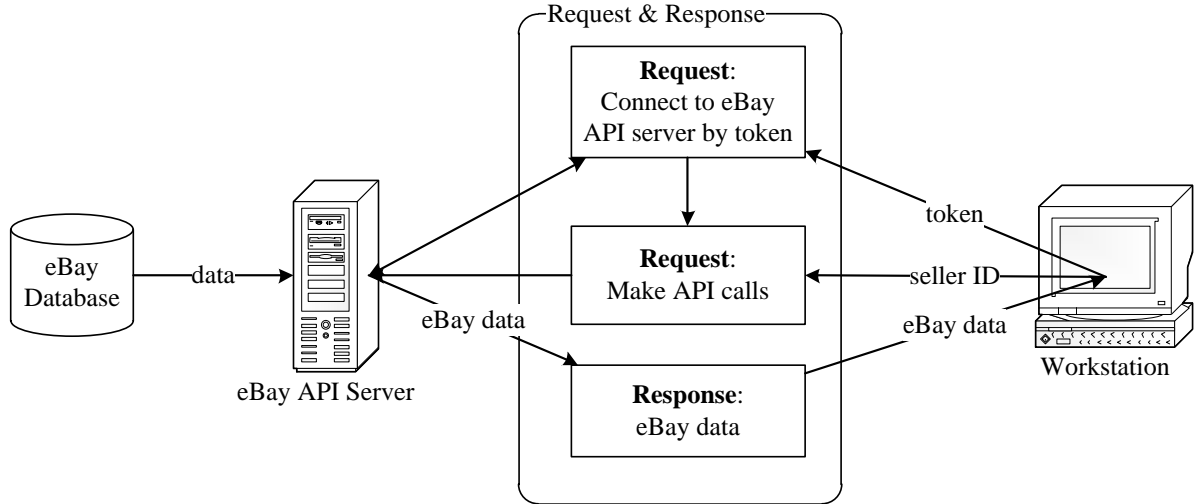 Request & Response
Request:
Connect to eBay
API server by token
token
eBay
Database
data
Request:
Make API calls
seller ID
eBay data
eBay data
Workstation
eBay API Server
Response:
eBay data